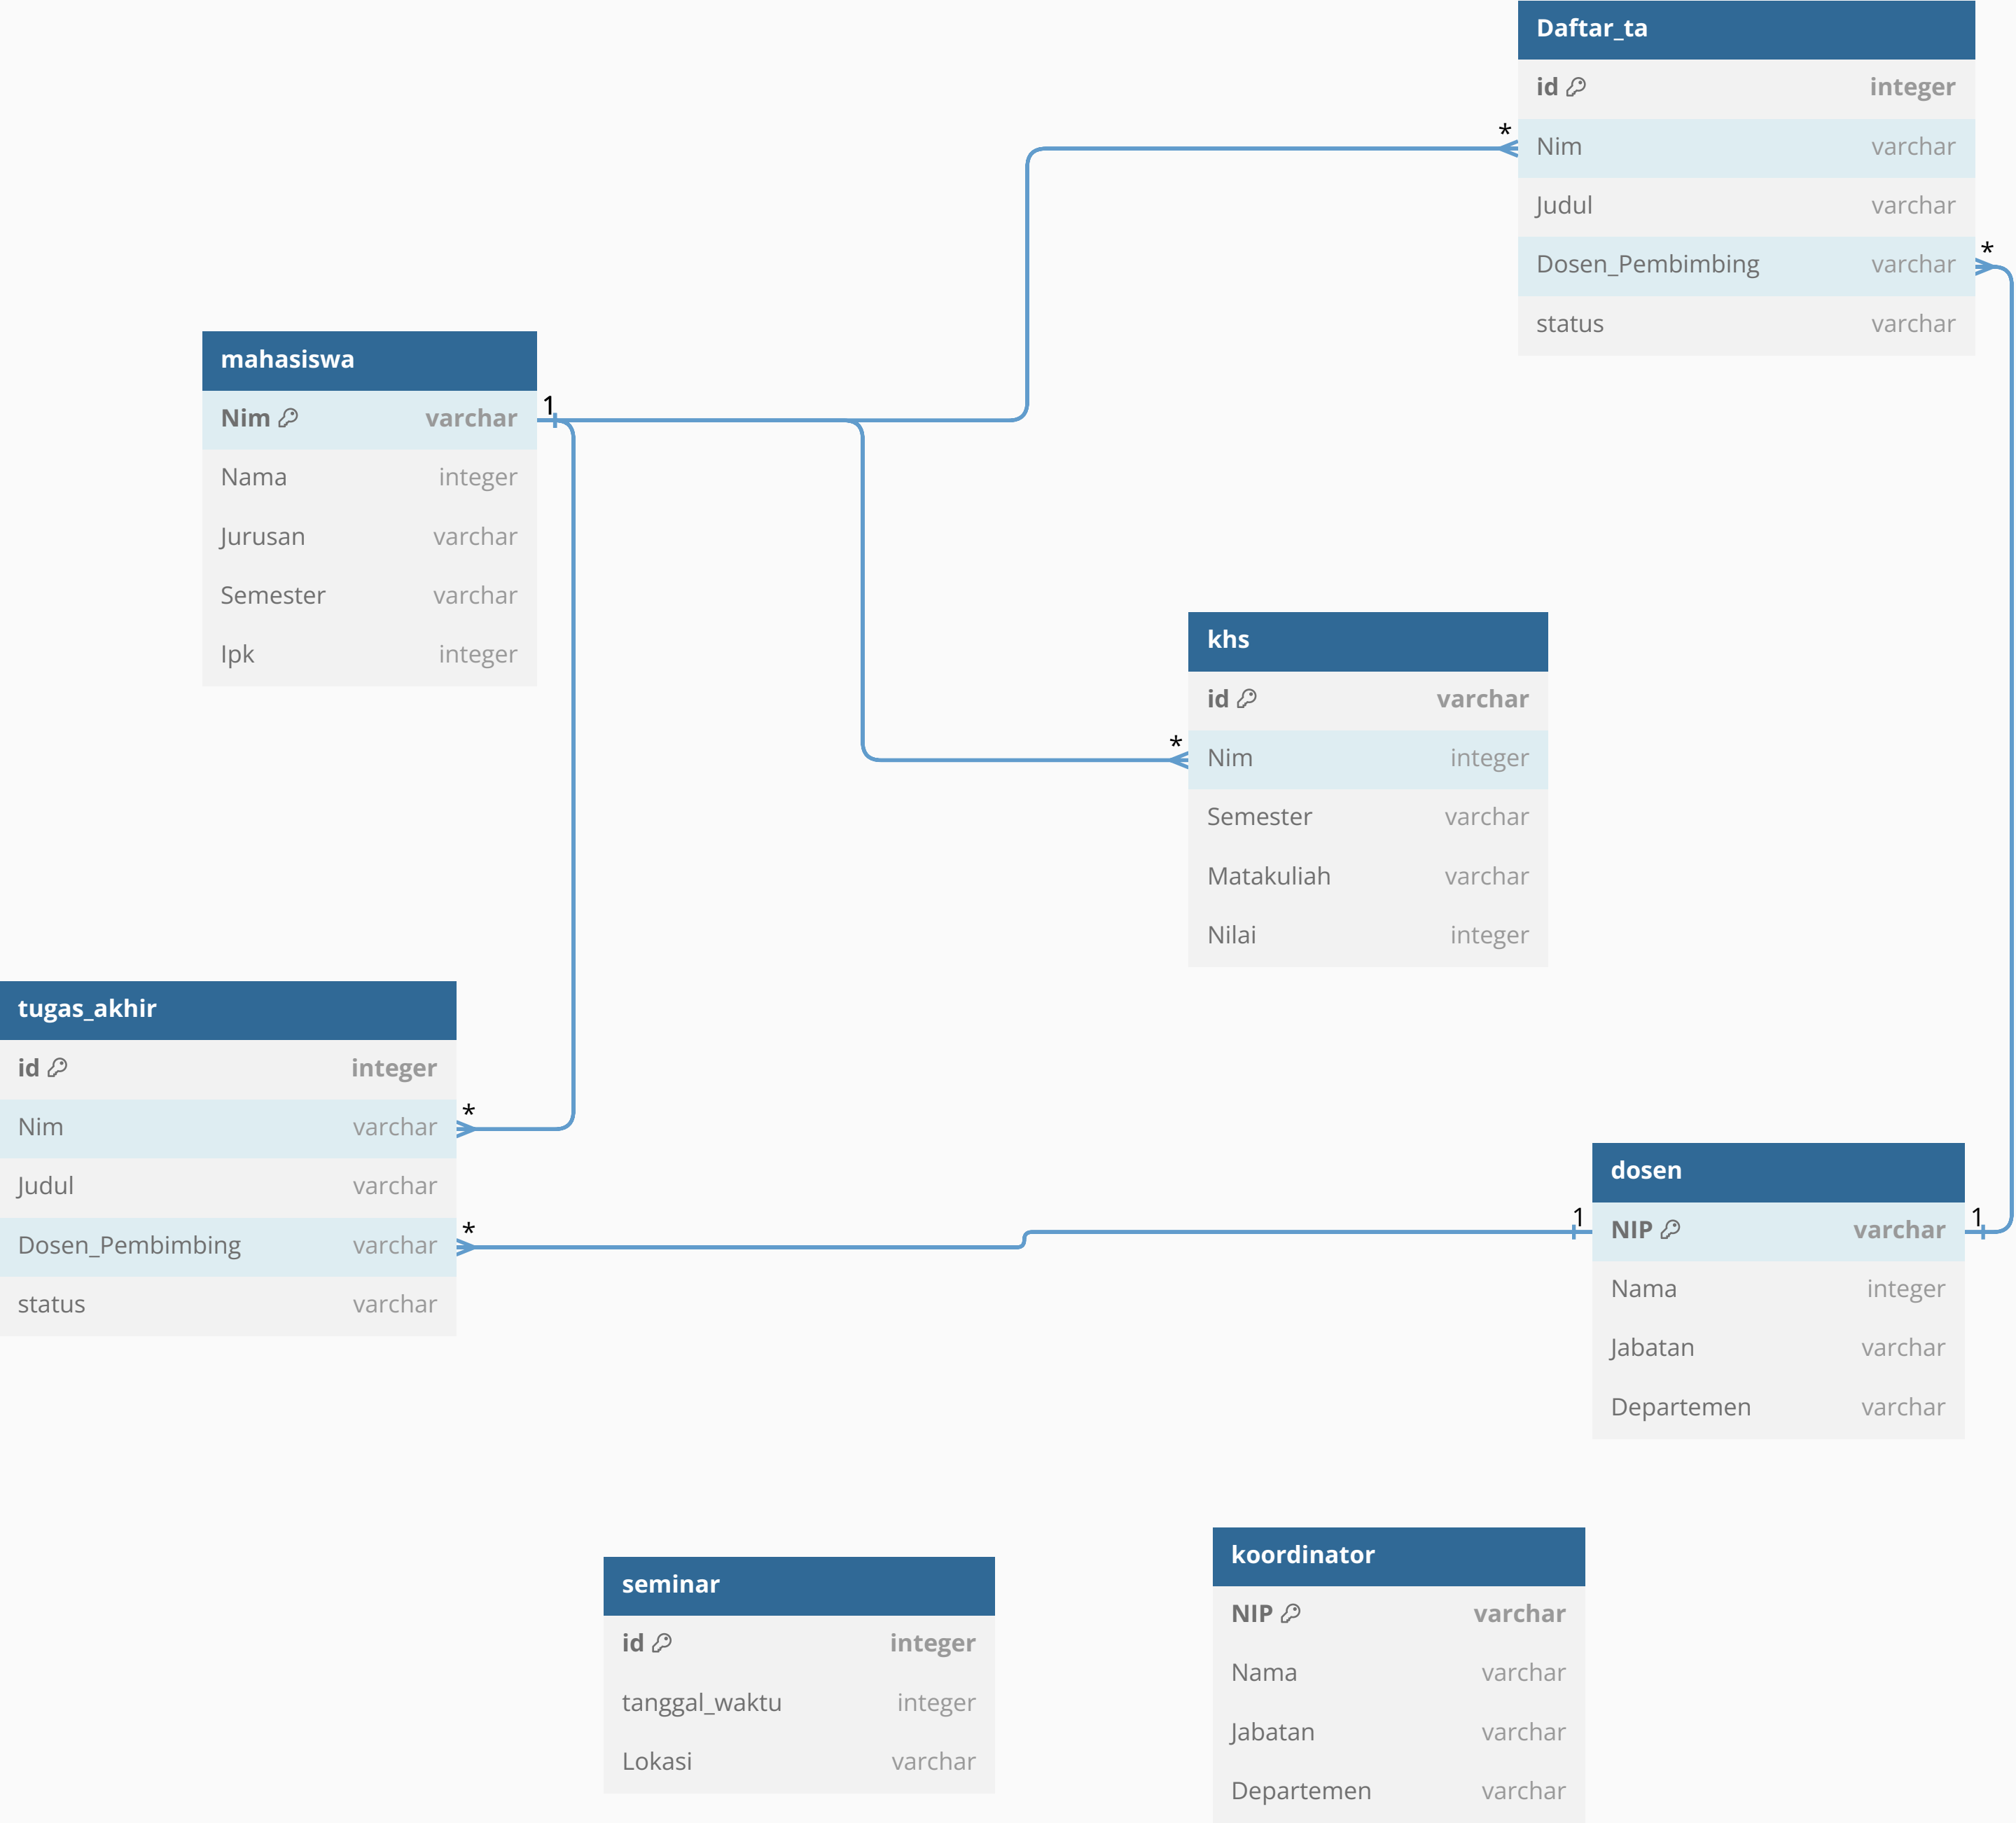 Daftar_ta
id integer
* Nim varchar
Judul varchar
Dosen_Pembimbing varchar *
status varchar
mahasiswa
Nim varchar 1
Nama integer
Jurusan varchar
Semester varchar
Ipk integer
khs
id varchar
* Nim integer
Semester varchar
Matakuliah varchar
Nilai integer
tugas_akhir
id integer
Nim varchar *
Judul varchar
Dosen_Pembimbing varchar *
status varchar
dosen
1 NIP varchar 1
Nama integer
Jabatan varchar
Departemen varchar
seminar
id integer
tanggal_waktu integer
Lokasi varchar
koordinator
NIP varchar
Nama varchar
Jabatan varchar
Departemen varchar